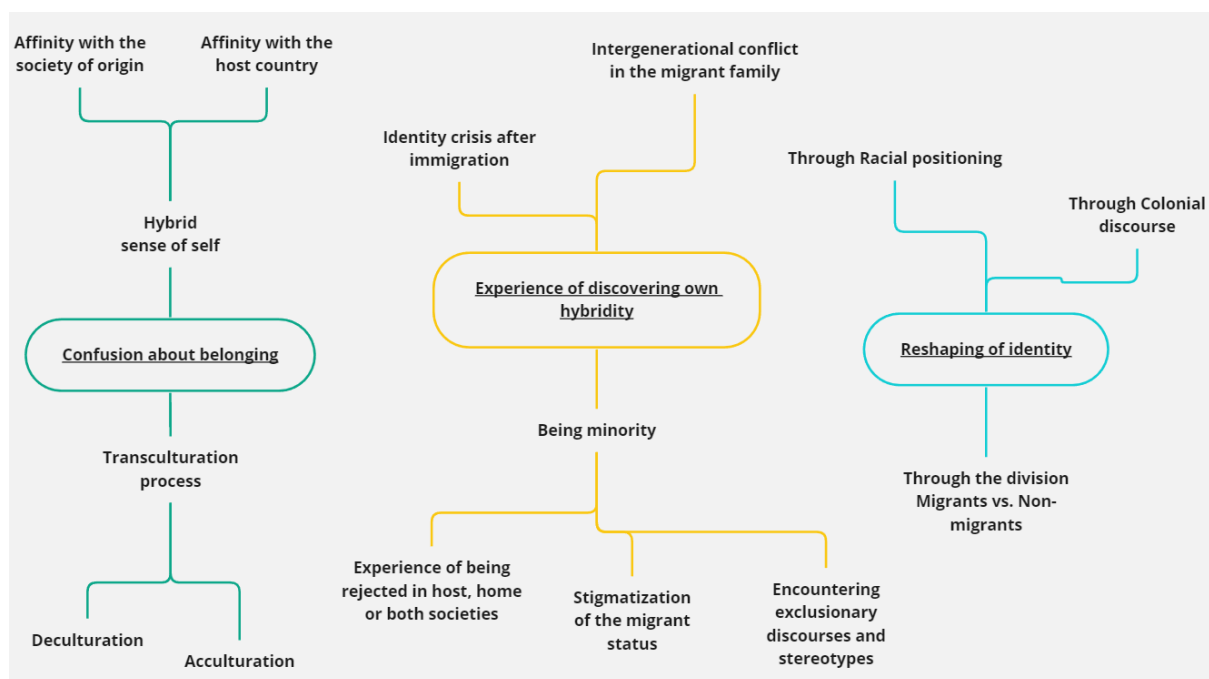 Affinity with the
society of origin
Affinity with the
host country
Hybrid
sense of self
Confusion about belonging
Transculturation
process
Deculturation
Acculturation
Intergenerational conflict
in the migrant family
Identity crisis after
immigration
Experience of discovering own
hybridity
Being minority
Experience of being
rejected in host, home
or both societies
Stigmatization
of the migrant
status
Encountering
exclusionary
discourses and
stereotypes
Through Racial positioning
Through Colonial
discourse
Reshaping of identity
Through the division
Migrants vs. Non-
migrants